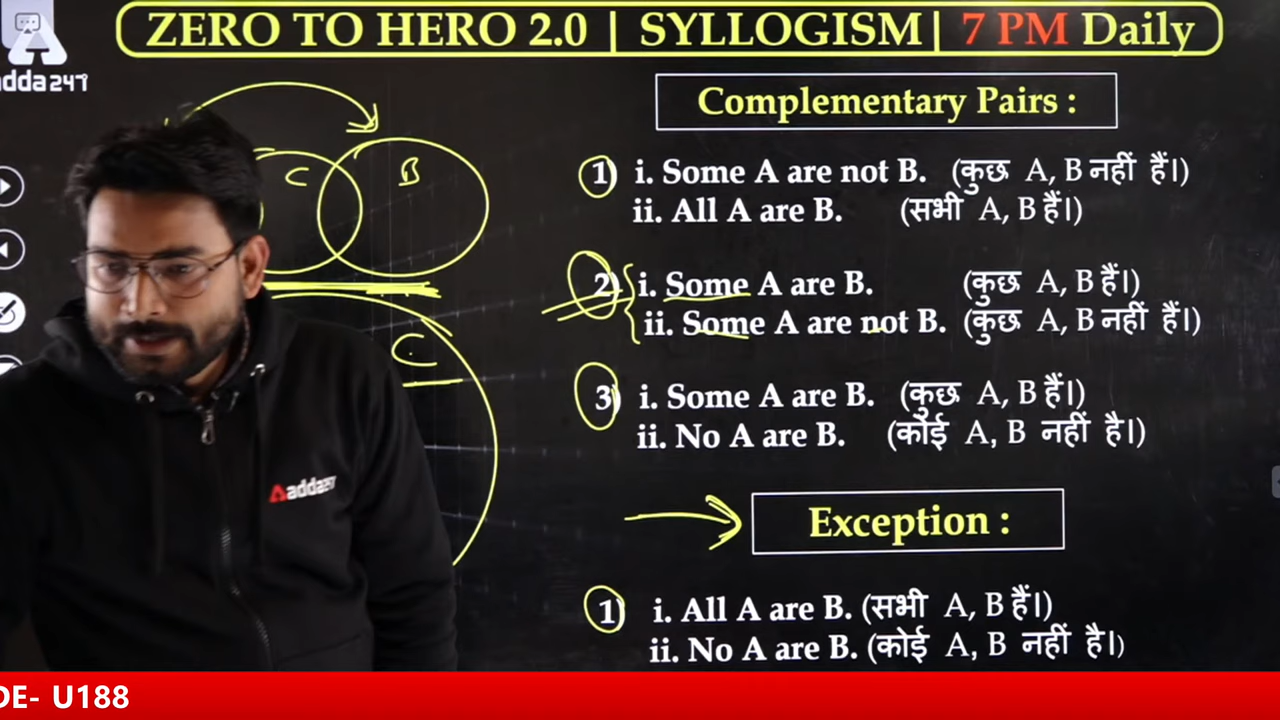 ZERO TO HERO 2.0 | SYLLOGISM | 7 PM Daily
adda247
Complementary Pairs :
1) i. Some A are not B. (कुछ A, B नहीं हैं।)
ii. All A are B. (सभी A, B हैं।)
2) i. Some A are B. (कुछ A, B हैं।)
ii. Some A are not B. (कुछ A, B नहीं हैं।)
3) i. Some A are B. (कुछ A, B हैं।)
ii. No A are B. (कोई A, B नहीं है।)
Exception :
1) i. All A are B. (सभी A, B हैं।)
ii. No A are B. (कोई A, B नहीं है।)
C B
C
adda247
DE- U188